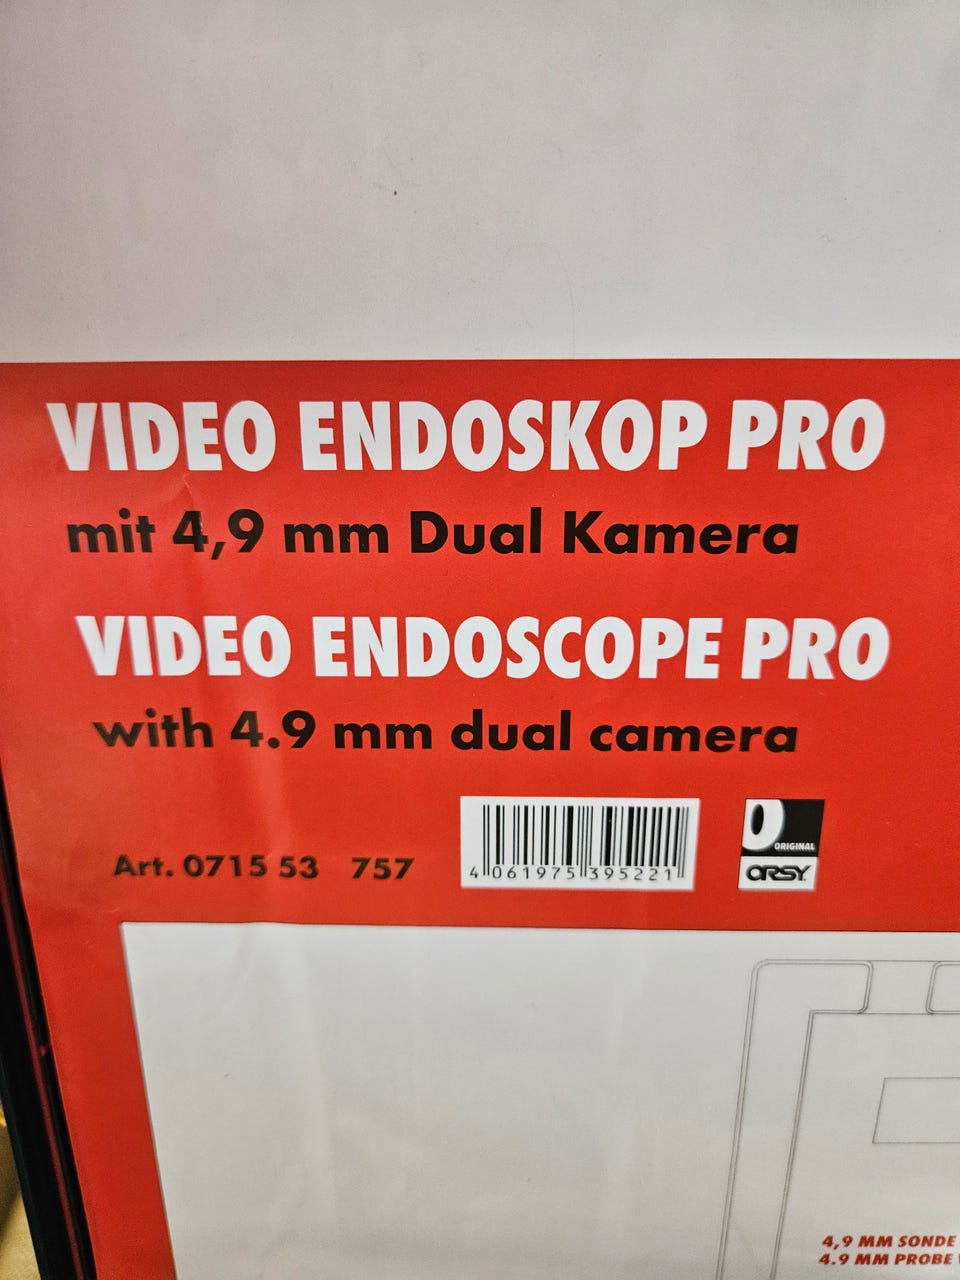 VIDEO ENDOSKOP PRO
mit 4,9 mm Dual Kamera
VIDEO ENDOSCOPE PRO
with 4.9 mm dual camera
Art. 0715 53 757
4 061975 395221
ORIGINAL
ORSY
4,9 MM SONDE
4.9 MM PROBE